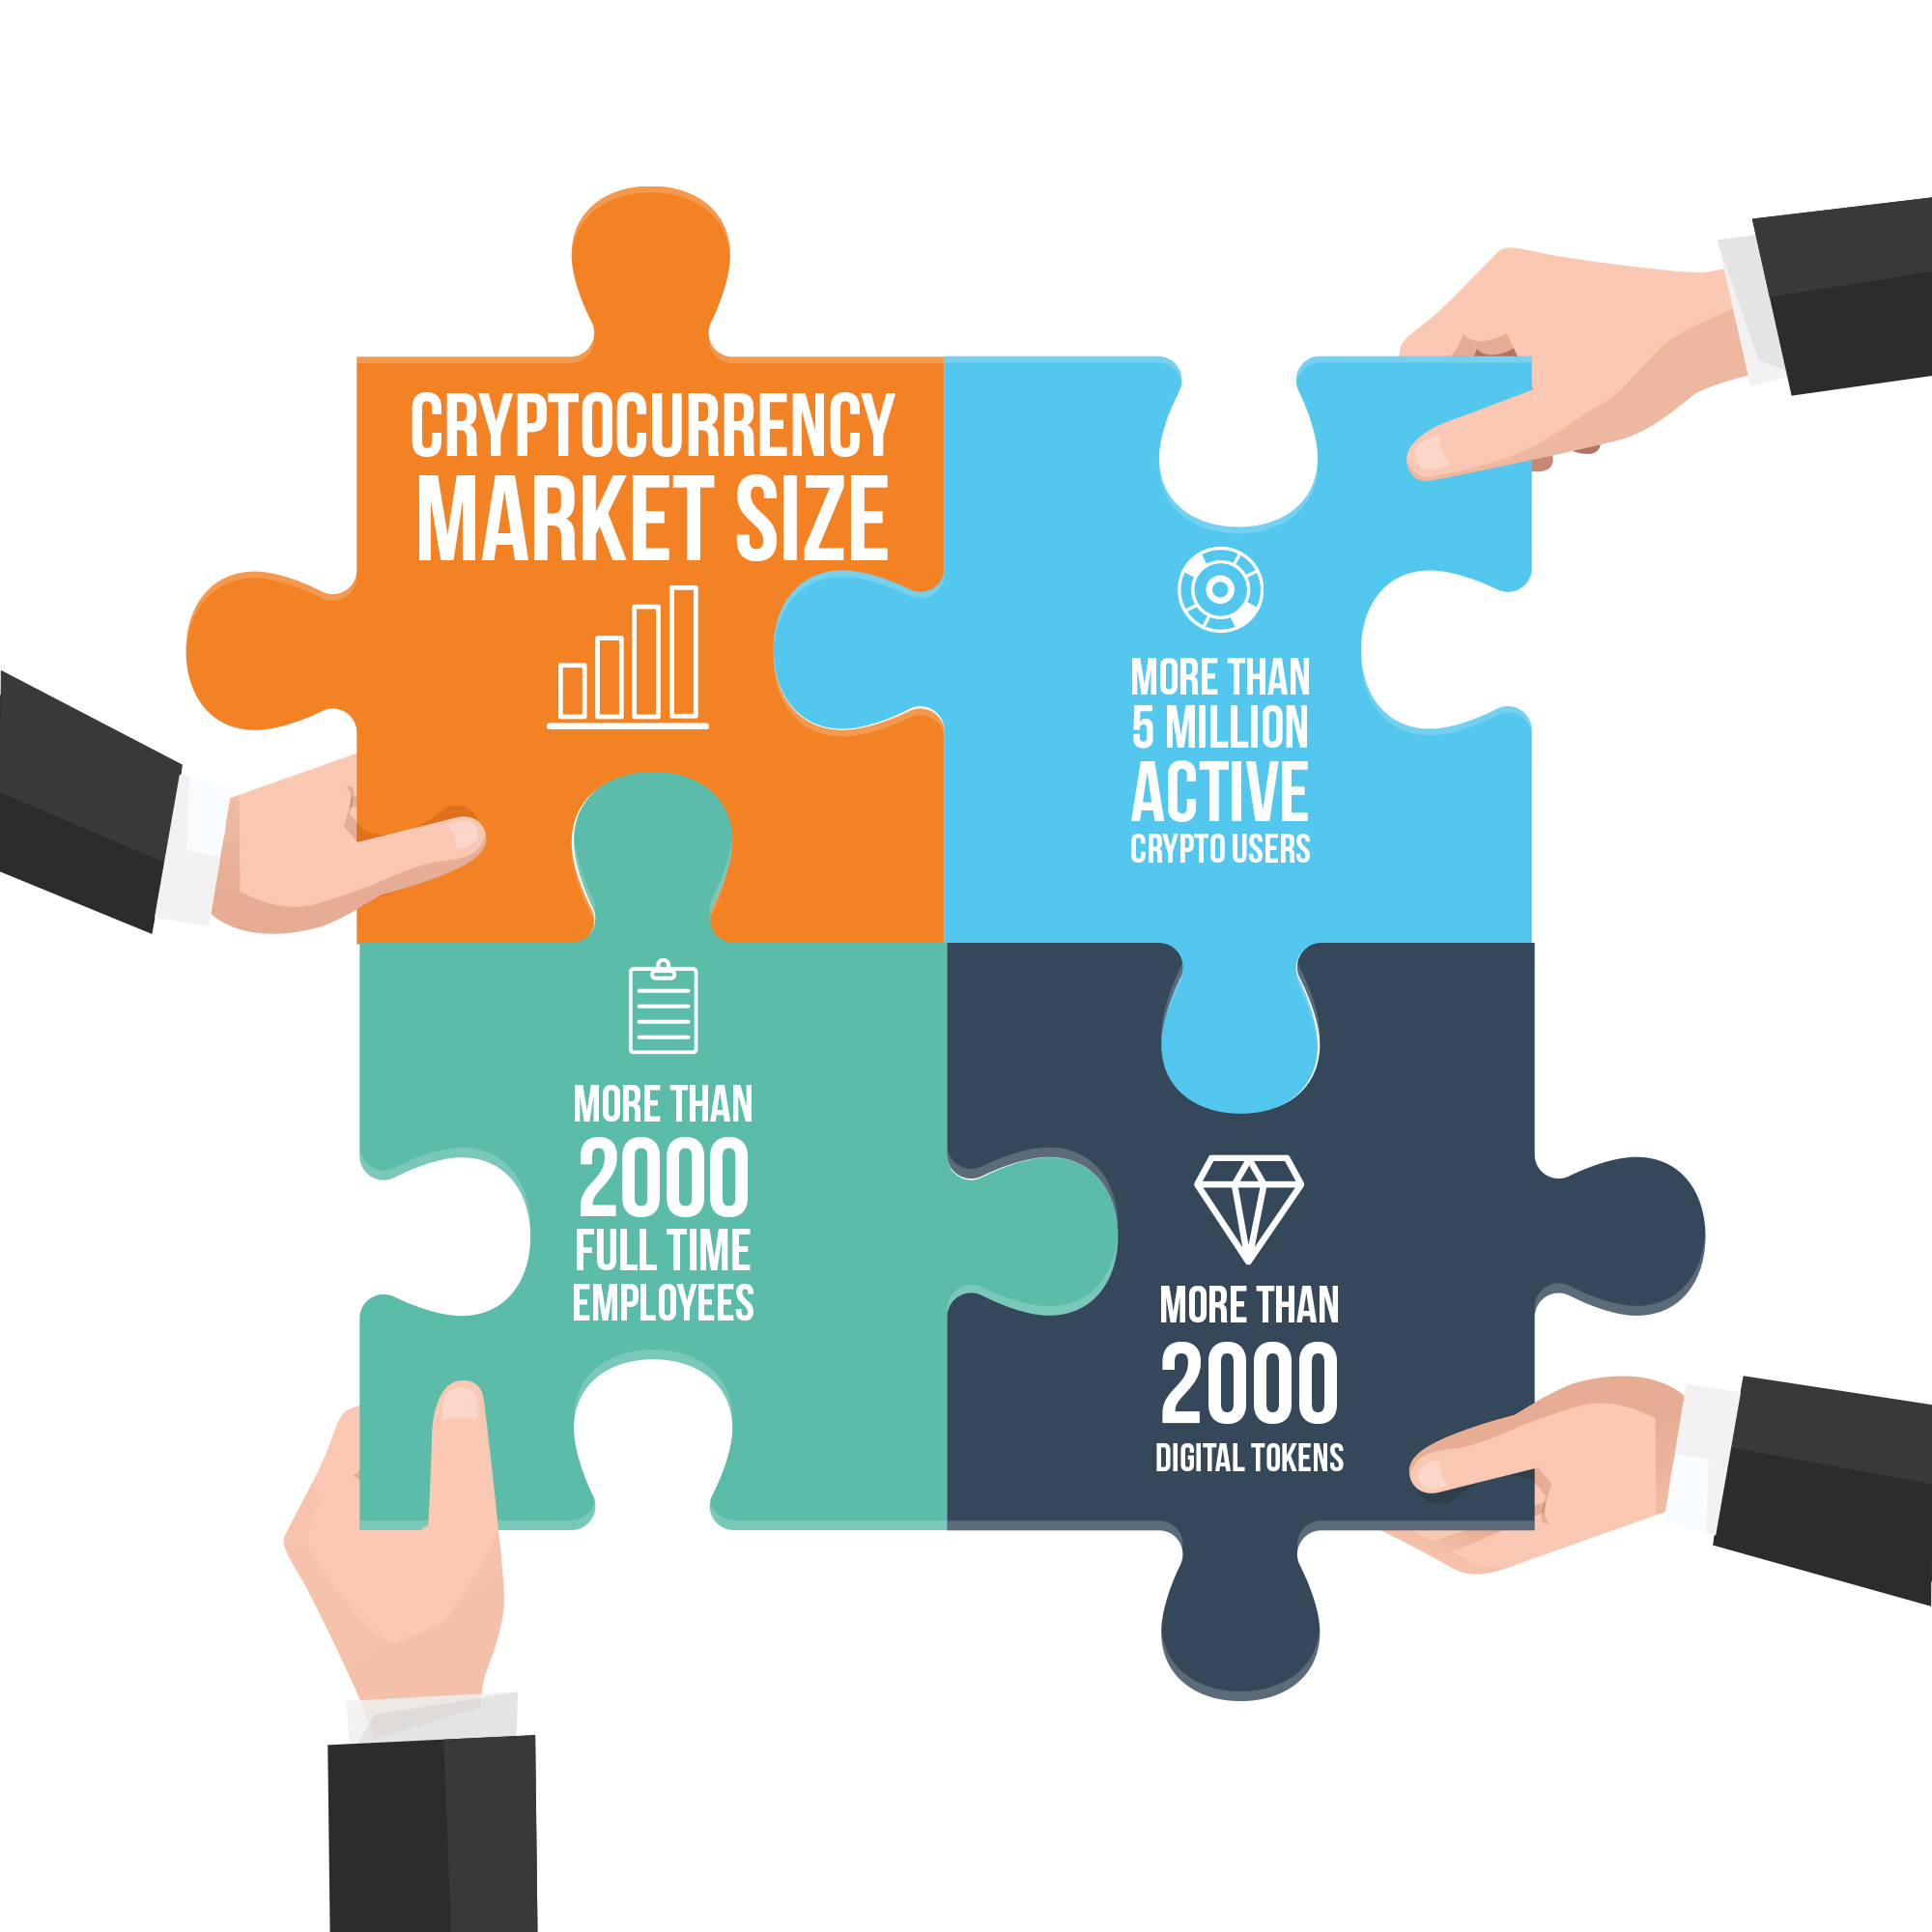 CRYPTOCURRENCY
MARKET SIZE
MORE THAN
5 MILLION
ACTIVE
CRYPTO USERS
MORE THAN
2000
FULL TIME
EMPLOYEES
MORE THAN
2000
DIGITAL TOKENS